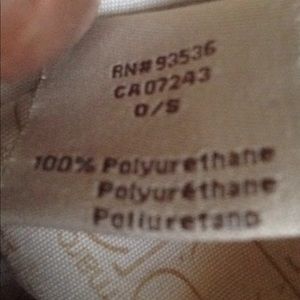 RN# 93536
CA07243
O/S
100% Polyurethane
Polyuréthane
Poliuretano